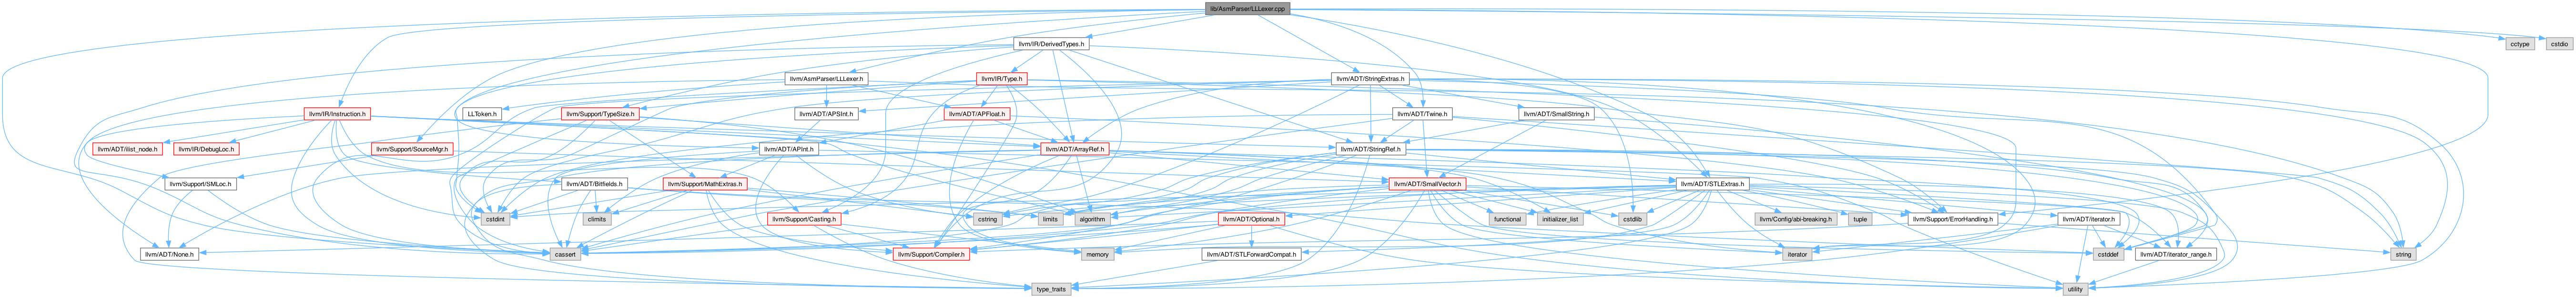 lib/AsmParser/LLLexer.cpp
llvm/IR/DerivedTypes.h
cctype
cstdio
llvm/AsmParser/LLLexer.h
llvm/IR/Type.h
llvm/ADT/StringExtras.h
llvm/IR/Instruction.h
LLToken.h
llvm/Support/TypeSize.h
llvm/ADT/APSInt.h
llvm/ADT/APFloat.h
llvm/ADT/Twine.h
llvm/ADT/SmallString.h
llvm/ADT/ilist_node.h
llvm/IR/DebugLoc.h
llvm/Support/SourceMgr.h
llvm/ADT/APInt.h
llvm/ADT/ArrayRef.h
llvm/ADT/StringRef.h
llvm/Support/SMLoc.h
llvm/ADT/Bitfields.h
llvm/Support/MathExtras.h
llvm/ADT/SmallVector.h
llvm/ADT/STLExtras.h
cstdint
climits
llvm/Support/Casting.h
cstring
limits
algorithm
llvm/ADT/Optional.h
functional
initializer_list
cstdlib
llvm/Config/abi-breaking.h
tuple
llvm/Support/ErrorHandling.h
llvm/ADT/iterator.h
llvm/ADT/None.h
cassert
llvm/Support/Compiler.h
memory
llvm/ADT/STLForwardCompat.h
iterator
cstddef
llvm/ADT/iterator_range.h
string
type_traits
utility